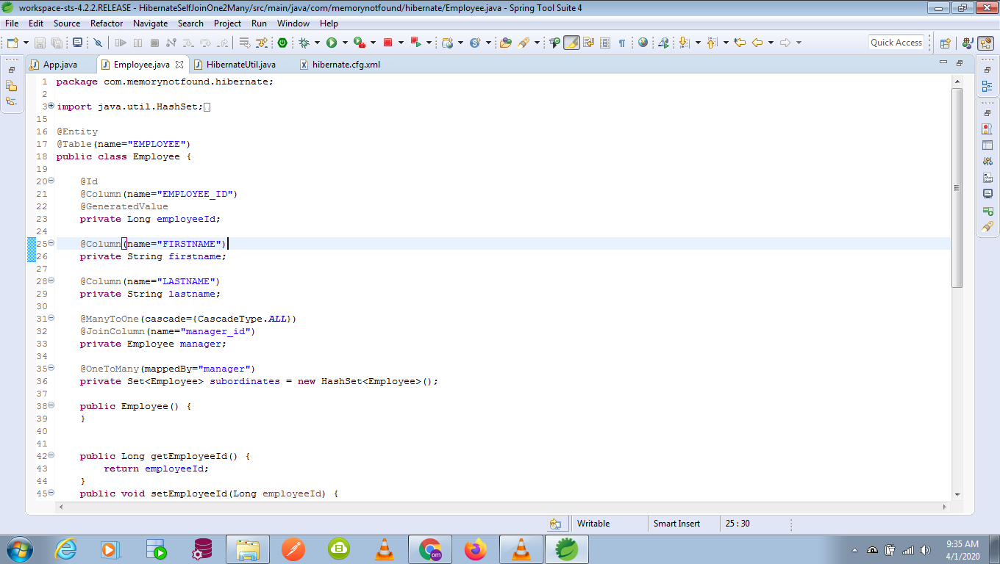 workspace-sts-4.2.2.RELEASE - HibernateSelfJoinOne2Many/src/main/java/com/memorynotfound/hibernate/Employee.java - Spring Tool Suite 4
File Edit Source Refactor Navigate Search Project Run Window Help
Quick Access
App.java Employee.java HibernateUtil.java hibernate.cfg.xml
1 package com.memorynotfound.hibernate;
2
3 import java.util.HashSet;
15
16 @Entity
17 @Table(name="EMPLOYEE")
18 public class Employee {
19
20 @Id
21 @Column(name="EMPLOYEE_ID")
22 @GeneratedValue
23 private Long employeeId;
24
25 @Column(name="FIRSTNAME")
26 private String firstname;
27
28 @Column(name="LASTNAME")
29 private String lastname;
30
31 @ManyToOne(cascade={CascadeType.ALL})
32 @JoinColumn(name="manager_id")
33 private Employee manager;
34
35 @OneToMany(mappedBy="manager")
36 private Set<Employee> subordinates = new HashSet<Employee>();
37
38 public Employee() {
39 }
40
41
42 public Long getEmployeeId() {
43 return employeeId;
44 }
45 public void setEmployeeId(Long employeeId) {
Writable Smart Insert 25 : 30
om
9:35 AM
4/1/2020